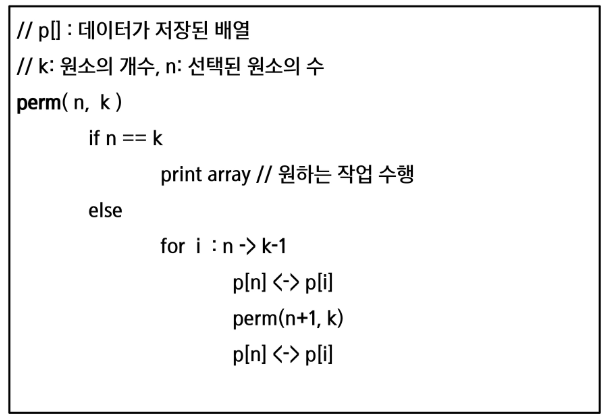 // p[] : 데이터가 저장된 배열
// k: 원소의 개수, n: 선택된 원소의 수
perm( n, k )
if n == k
print array // 원하는 작업 수행
else
for i : n -> k-1
p[n] <-> p[i]
perm(n+1, k)
p[n] <-> p[i]